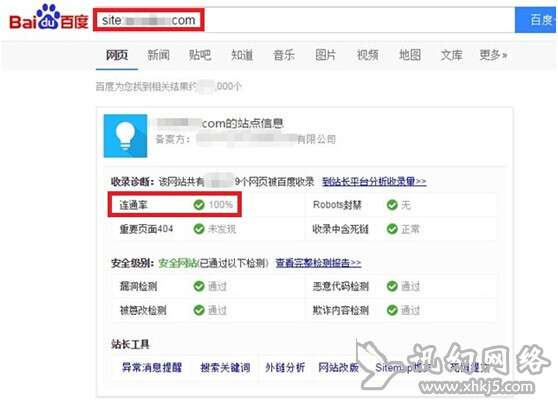 Bai du 百度 site: com 百度一
网页 新闻 贴吧 知道 音乐 图片 视频 地图 文库 更多»
百度为您找到相关结果约 ,000个
com的站点信息
备案方： 有限公司
收录诊断：该网站共有 9个网页被百度收录 到站长平台分析收录量>>
连通率 100% Robots封禁 无
重要页面404 未发现 收录中含死链 正常
安全级别：安全网站(已通过以下检测) 查看完整检测报告>>
漏洞检测 通过 恶意代码检测 通过
被篡改检测 通过 欺诈内容检测 通过
站长工具
异常消息提醒 搜索关键词 外链分析 网站改版 Sitemap 死链提交
迅幻网络
www.xhkj5.com